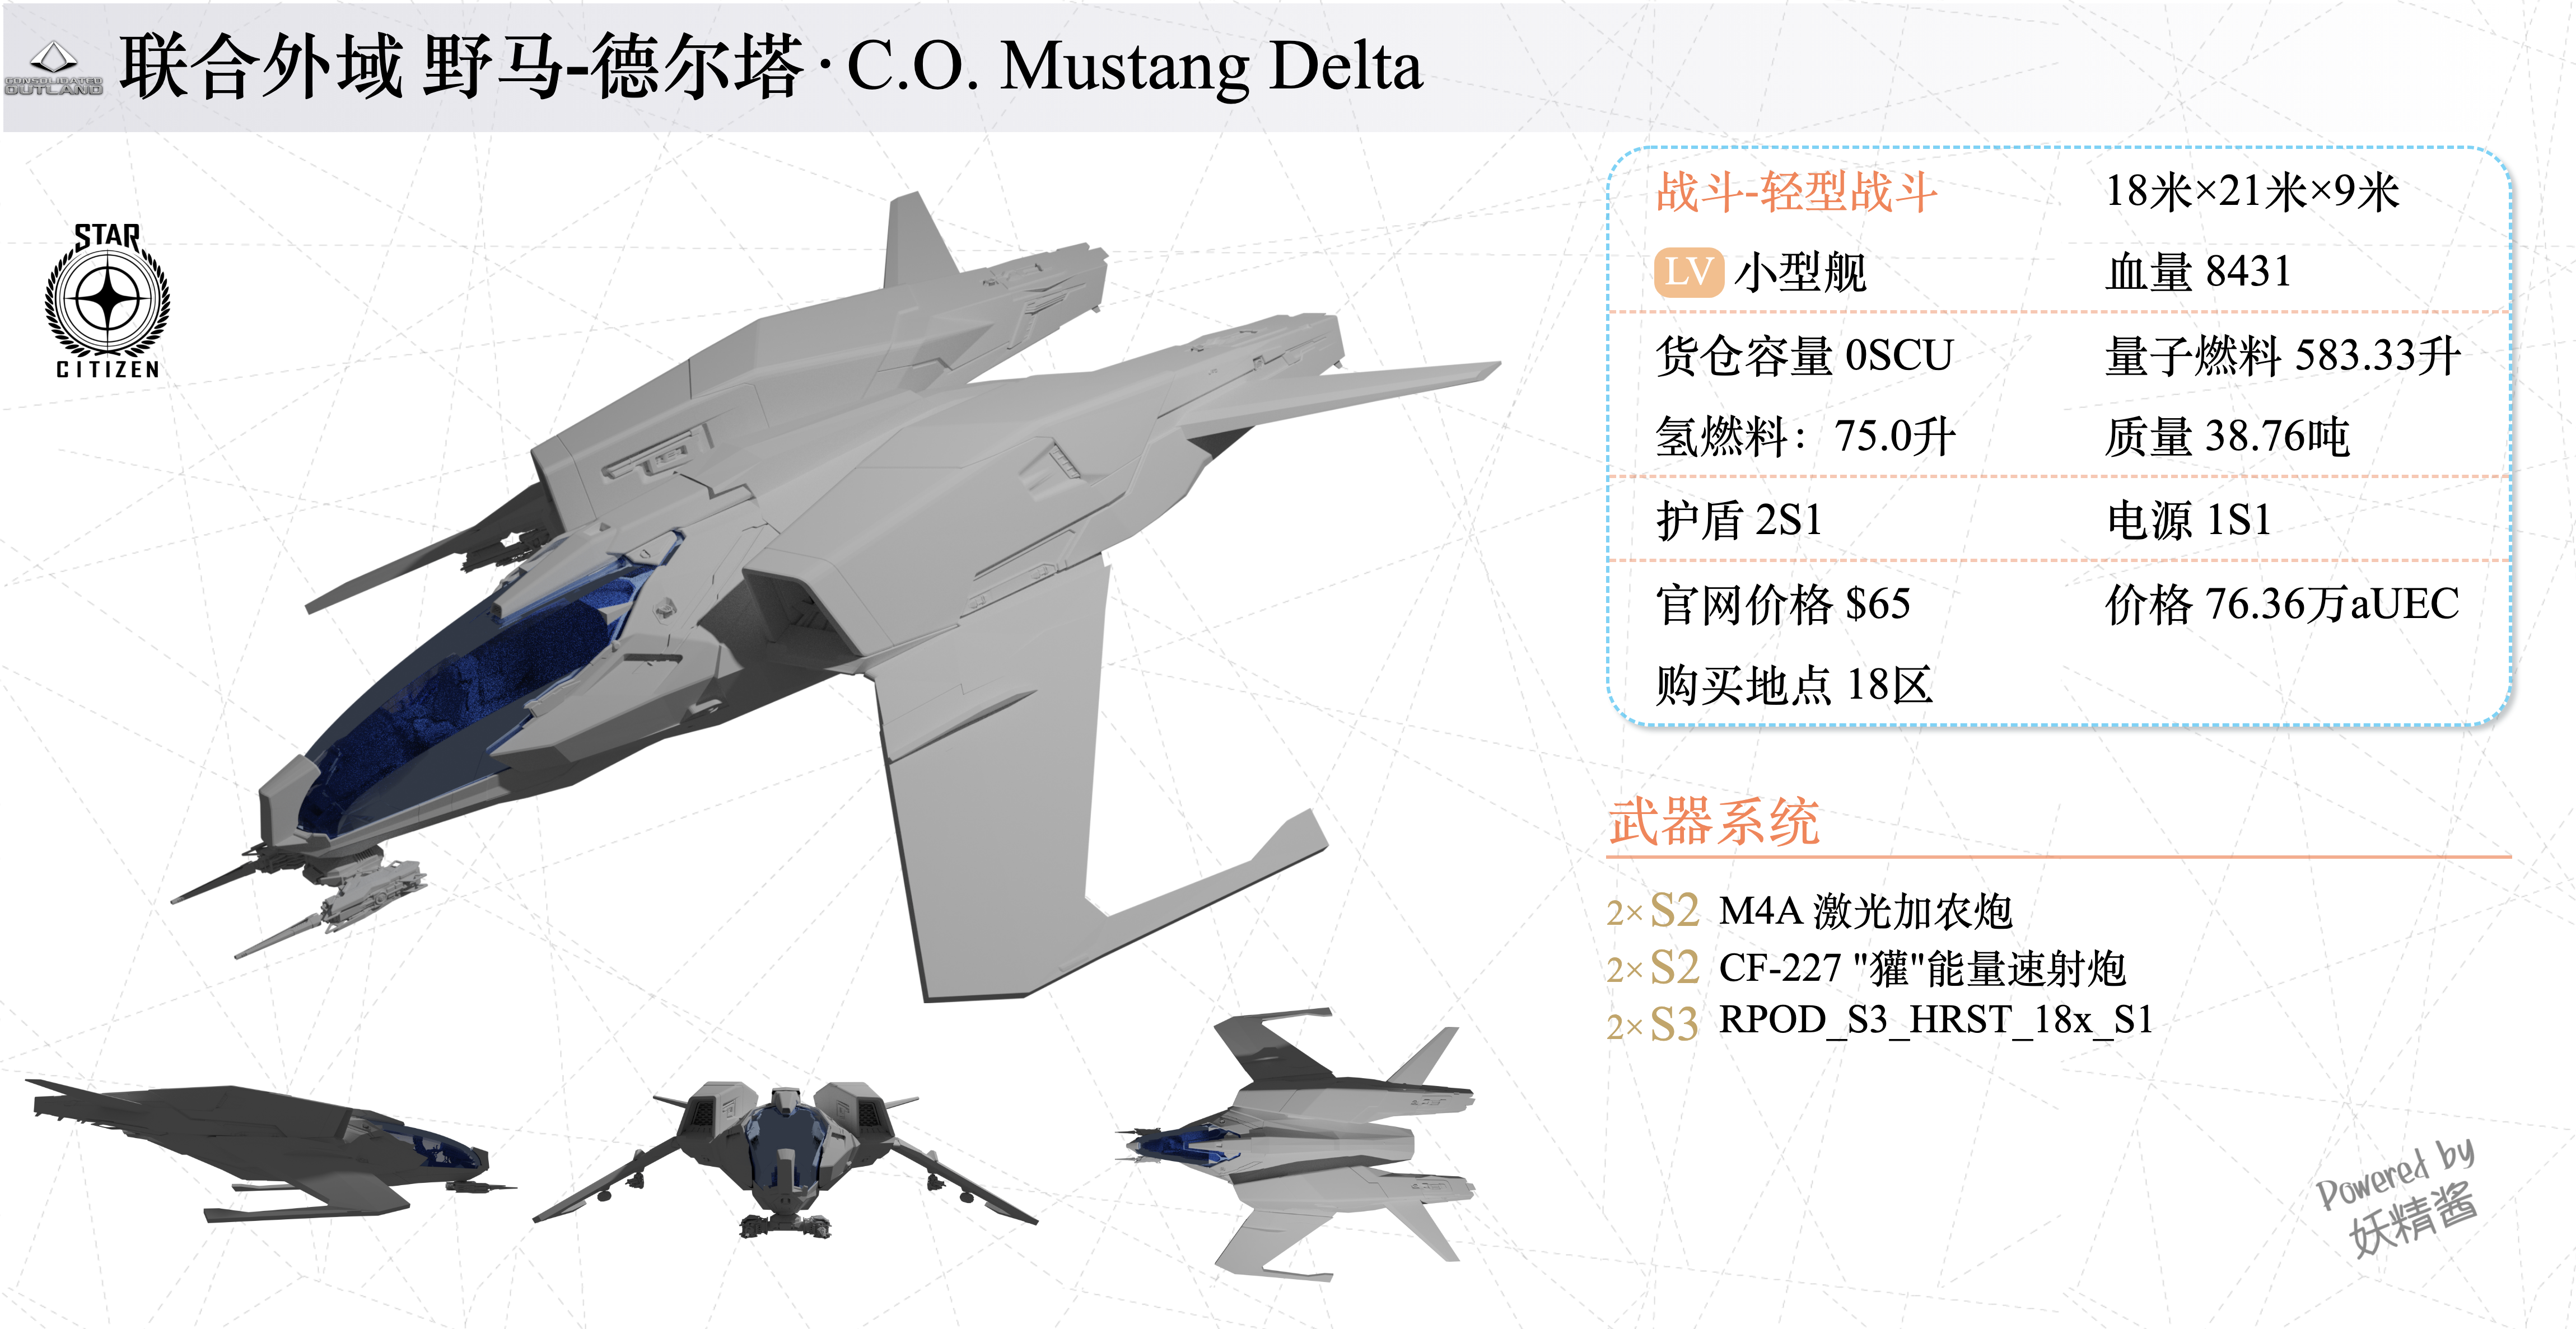 CONSOLIDATED
OUTLAND
联合外域 野马-德尔塔·C.O. Mustang Delta
STAR
CITIZEN
战斗-轻型战斗 18米×21米×9米
LV 小型舰 血量 8431
货仓容量 0SCU 量子燃料 583.33升
氢燃料：75.0升 质量 38.76吨
护盾 2S1 电源 1S1
官网价格 $65 价格 76.36万aUEC
购买地点 18区
武器系统
2×S2 M4A 激光加农炮
2×S2 CF-227 "獾"能量速射炮
2×S3 RPOD_S3_HRST_18x_S1
Powered by
妖精酱